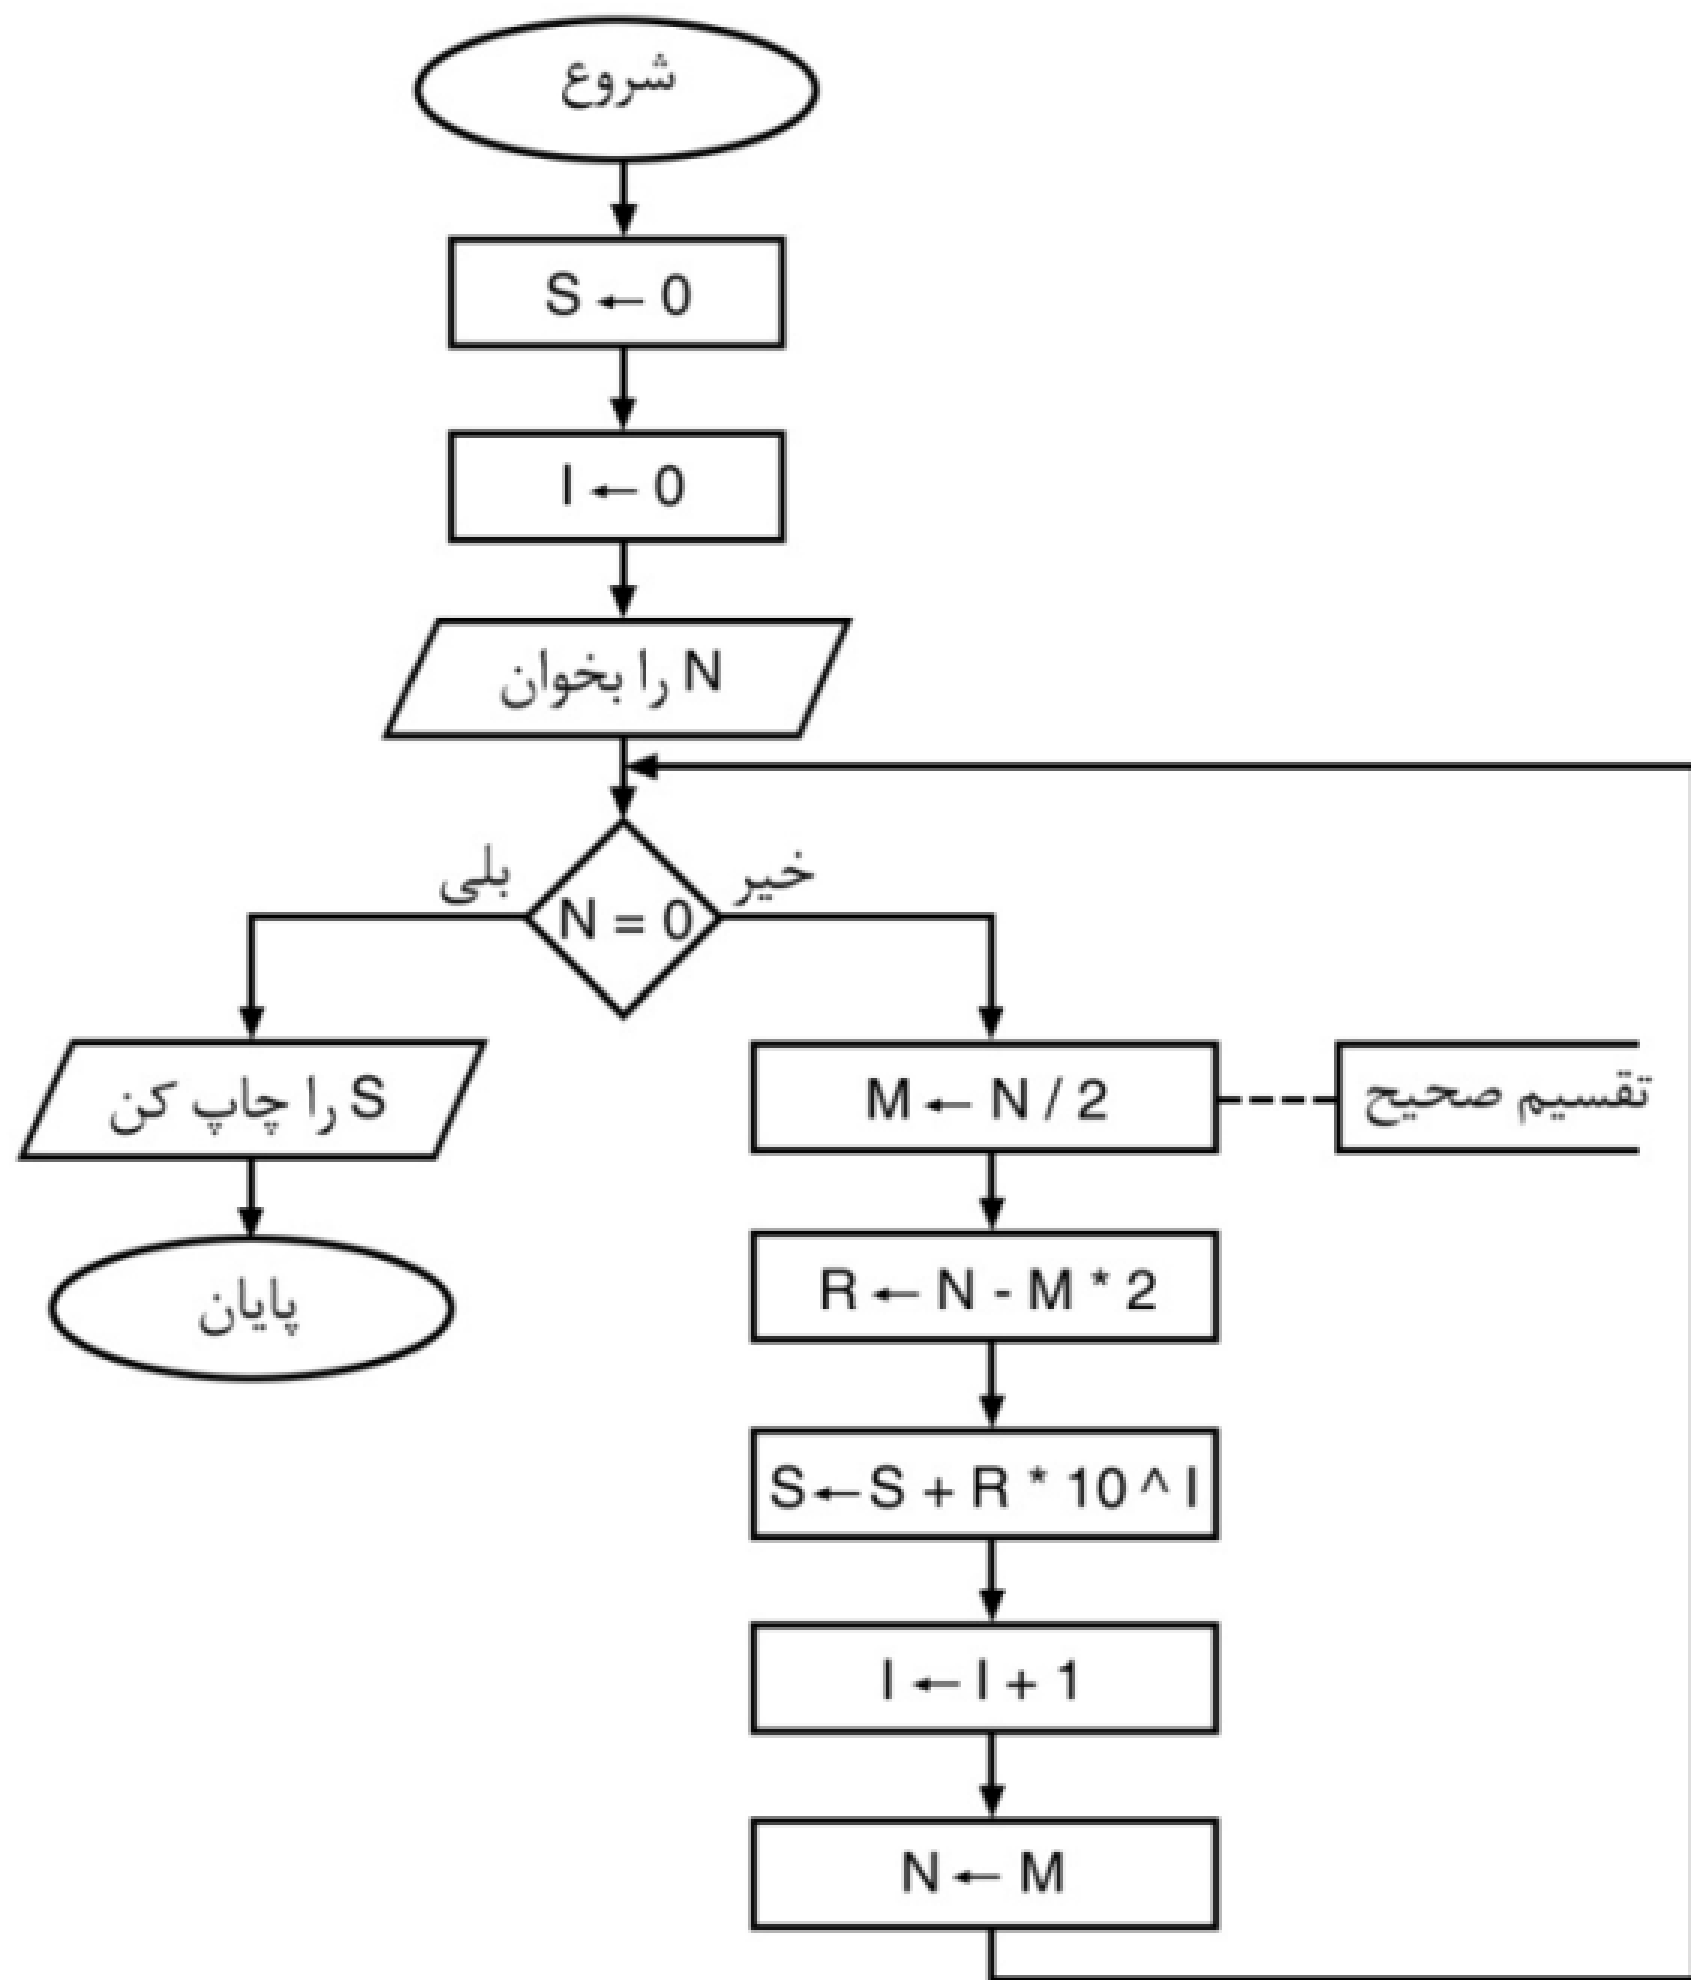 شروع
S ← 0
I ← 0
N را بخوان
بلی
خیر
N = 0
S را چاپ کن
پایان
M ← N / 2
تقسیم صحیح
R ← N - M * 2
S ← S + R * 10 ^ I
I ← I + 1
N ← M